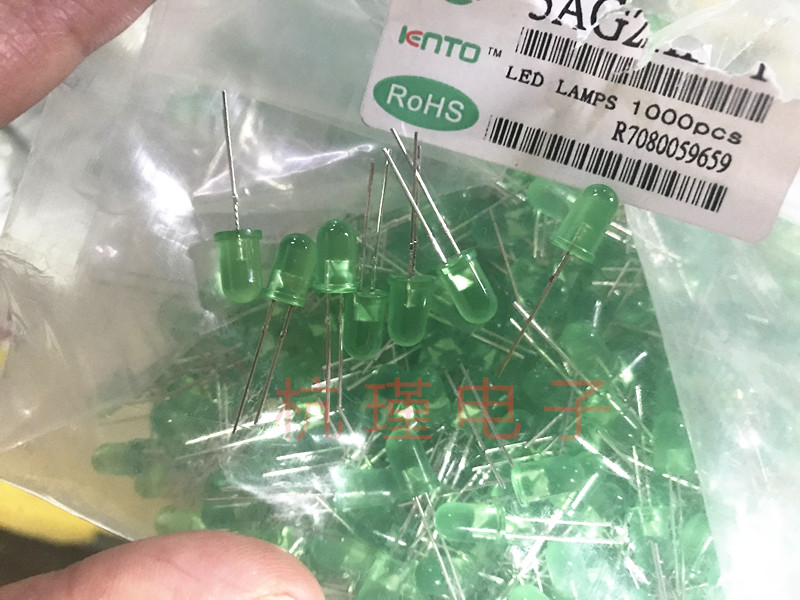 KENTO™
RoHS
LED LAMPS 1000pcs
R7080059659
杭瑾电子